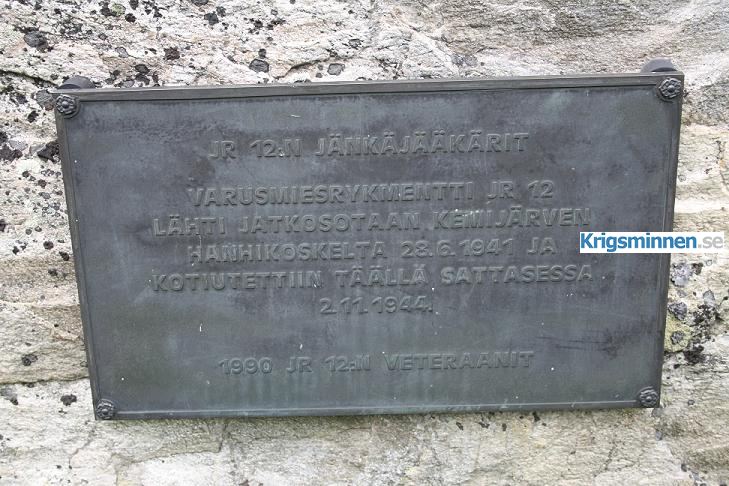 JR 12:N JÄNKÄJÄÄKÄRIT
VARUSMIESRYKMENTTI JR 12
LÄHTI JATKOSOTAAN KEMIJÄRVEN
HANHIKOSKELTA 23.6.1941 JA
KOTIUTETTIIN TÄÄLLÄ SATTASESSA
2.11.1944.
1990 JR 12:N VETERAANIT
Krigsminnen.se